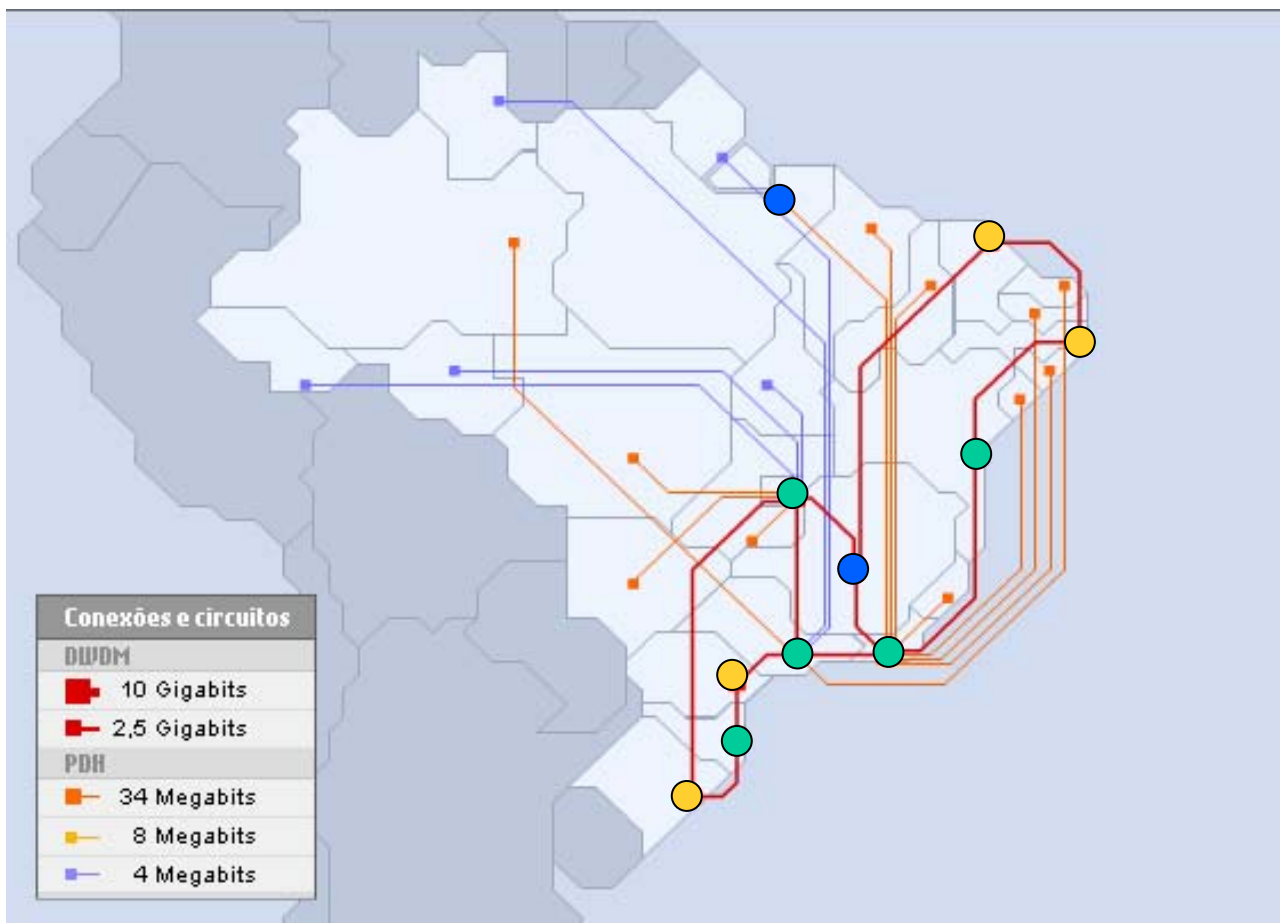 Conexões e circuitos
DWDM
10 Gigabits
2,5 Gigabits
PDH
34 Megabits
8 Megabits
4 Megabits